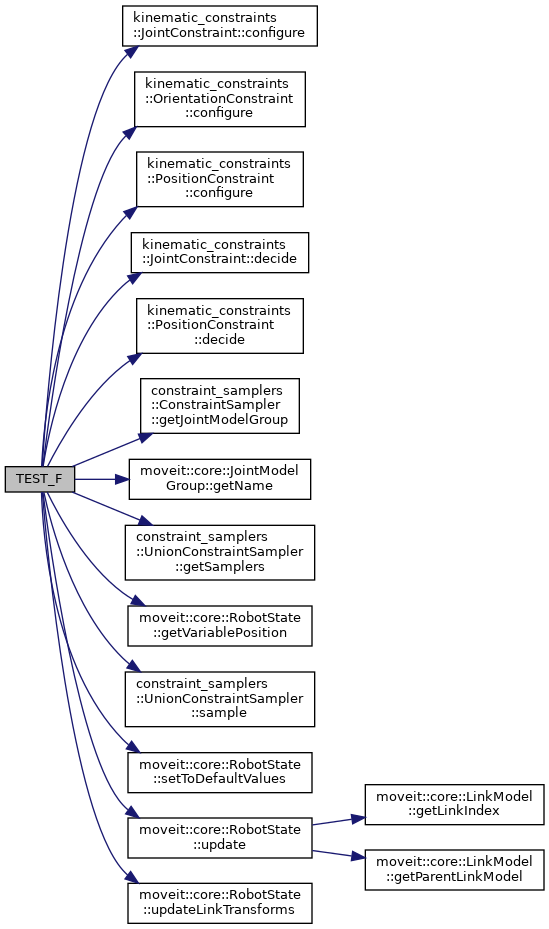 kinematic_constraints
::JointConstraint::configure
kinematic_constraints
::OrientationConstraint
::configure
kinematic_constraints
::PositionConstraint
::configure
kinematic_constraints
::JointConstraint::decide
kinematic_constraints
::PositionConstraint
::decide
constraint_samplers
::ConstraintSampler
::getJointModelGroup
TEST_F
moveit::core::JointModel
Group::getName
constraint_samplers
::UnionConstraintSampler
::getSamplers
moveit::core::RobotState
::getVariablePosition
constraint_samplers
::UnionConstraintSampler
::sample
moveit::core::RobotState
::setToDefaultValues
moveit::core::RobotState
::update
moveit::core::LinkModel
::getLinkIndex
moveit::core::LinkModel
::getParentLinkModel
moveit::core::RobotState
::updateLinkTransforms